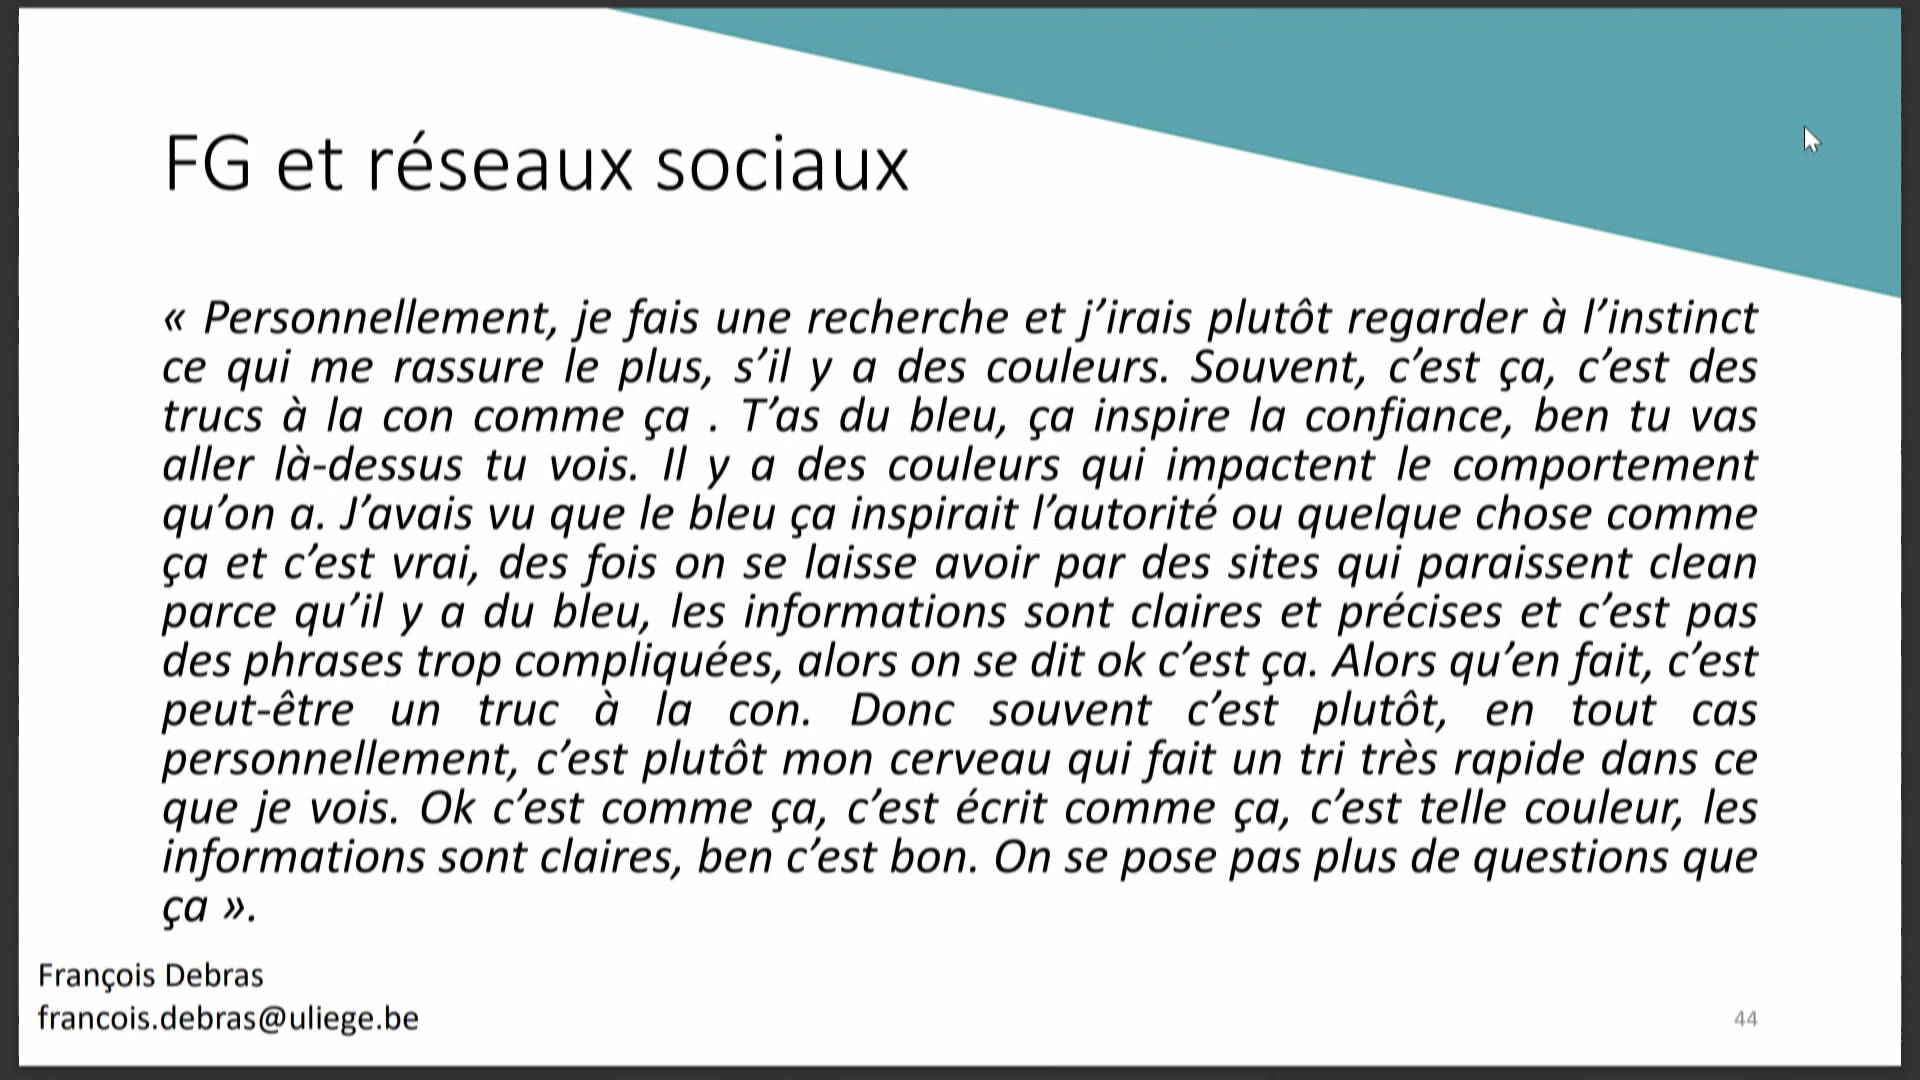 FG et réseaux sociaux
« Personnellement, je fais une recherche et j’irais plutôt regarder à l’instinct
ce qui me rassure le plus, s’il y a des couleurs. Souvent, c’est ça, c’est des
trucs à la con comme ça . T’as du bleu, ça inspire la confiance, ben tu vas
aller là-dessus tu vois. Il y a des couleurs qui impactent le comportement
qu’on a. J’avais vu que le bleu ça inspirait l’autorité ou quelque chose comme
ça et c’est vrai, des fois on se laisse avoir par des sites qui paraissent clean
parce qu’il y a du bleu, les informations sont claires et précises et c’est pas
des phrases trop compliquées, alors on se dit ok c’est ça. Alors qu’en fait, c’est
peut-être un truc à la con. Donc souvent c’est plutôt, en tout cas
personnellement, c’est plutôt mon cerveau qui fait un tri très rapide dans ce
que je vois. Ok c’est comme ça, c’est écrit comme ça, c’est telle couleur, les
informations sont claires, ben c’est bon. On se pose pas plus de questions que
ça ».
François Debras
francois.debras@uliege.be
44